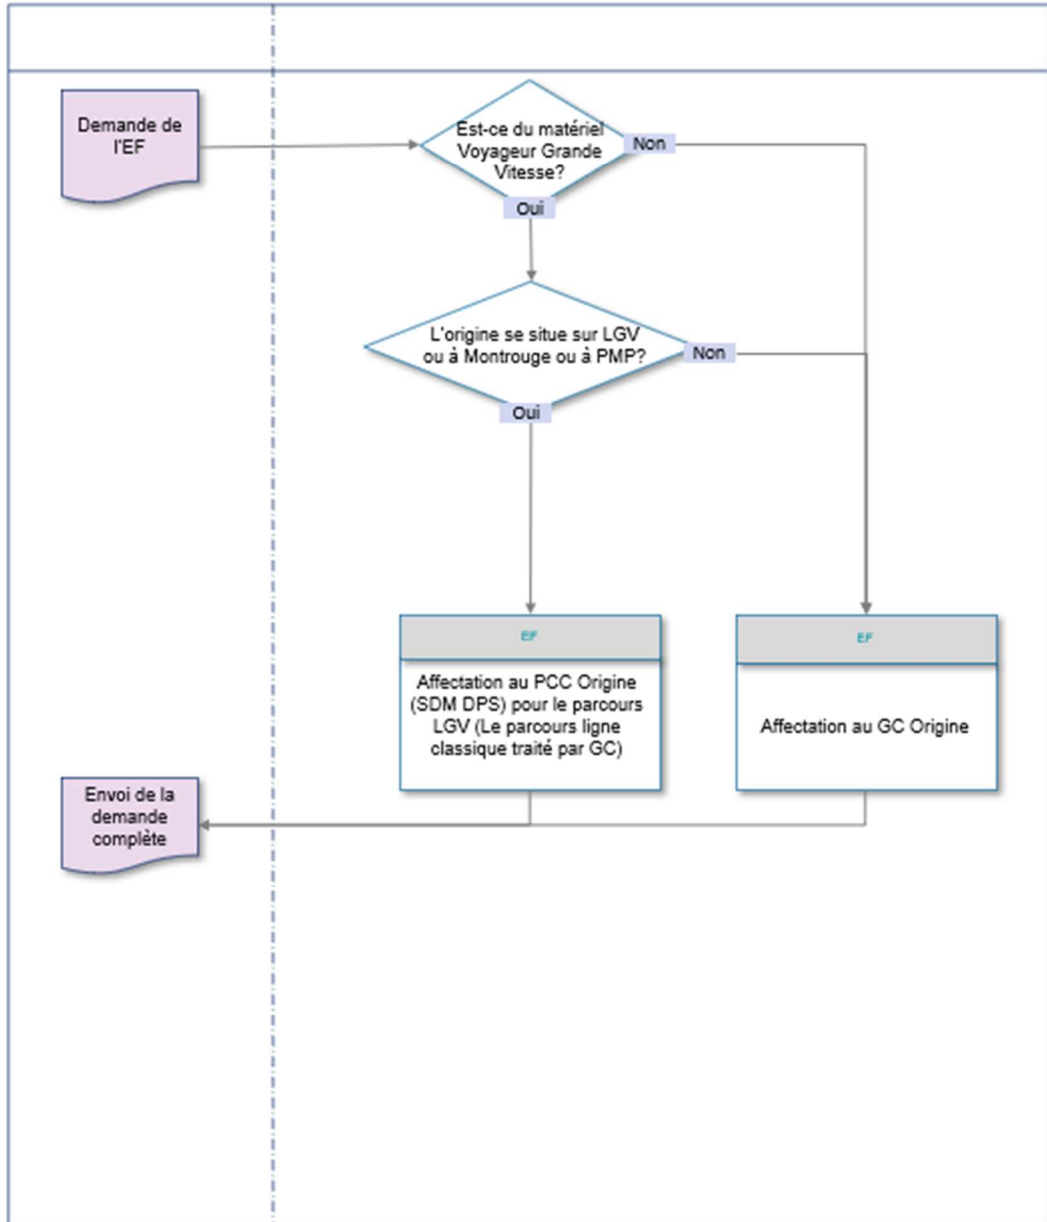 Demande de
l'EF
Est-ce du matériel
Voyageur Grande
Vitesse?
Non
Oui
L'origine se situe sur LGV
ou à Montrouge ou à PMP?
Non
Oui
EF
Affectation au PCC Origine
(SDM DPS) pour le parcours
LGV (Le parcours ligne
classique traité par GC)
EF
Affectation au GC Origine
Envoi de la
demande
complète